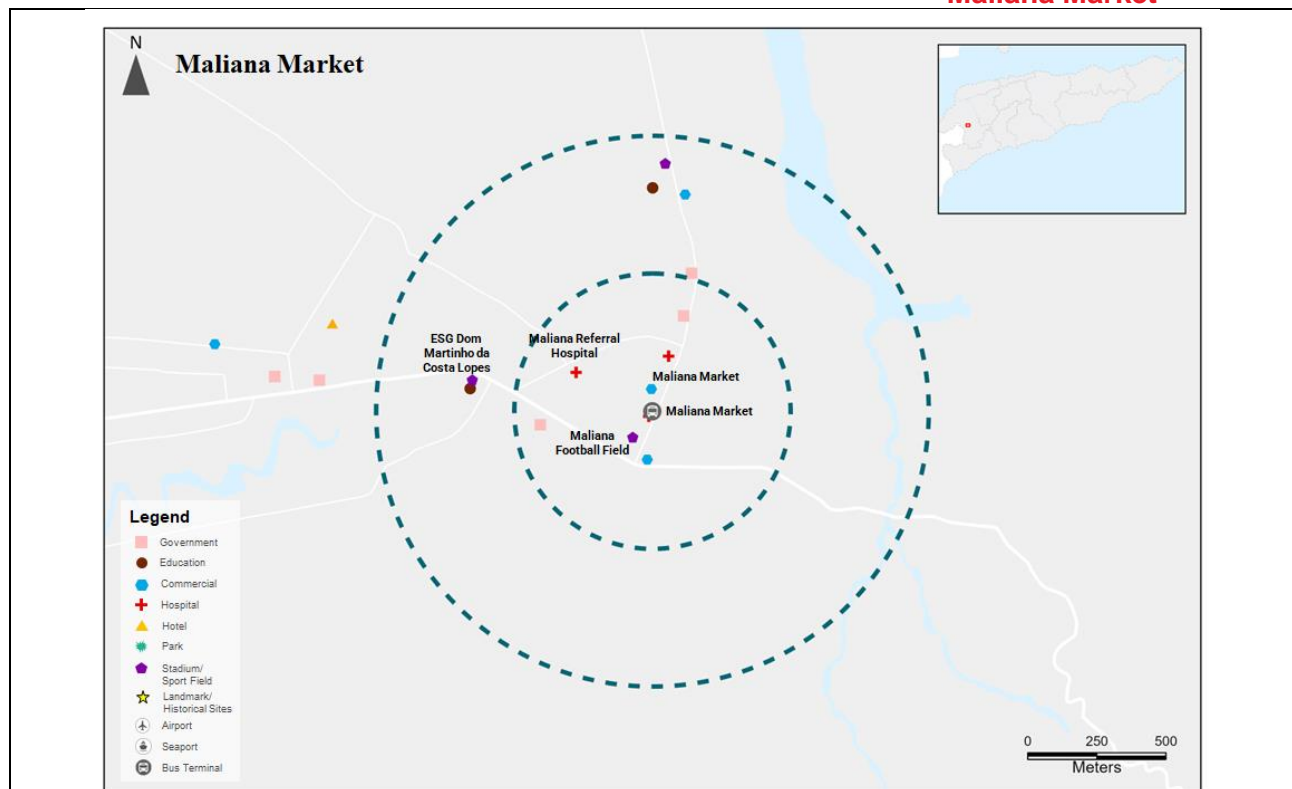 Maliana Market
N
Maliana Market
ESG Dom
Martinho da
Costa Lopes
Maliana Referral
Hospital
Maliana Market
Maliana Market
Maliana
Football Field
Legend
Government
Education
Commercial
Hospital
Hotel
Park
Stadium/
Sport Field
Landmark/
Historical Sites
Airport
Seaport
Bus Terminal
0 250 500
Meters